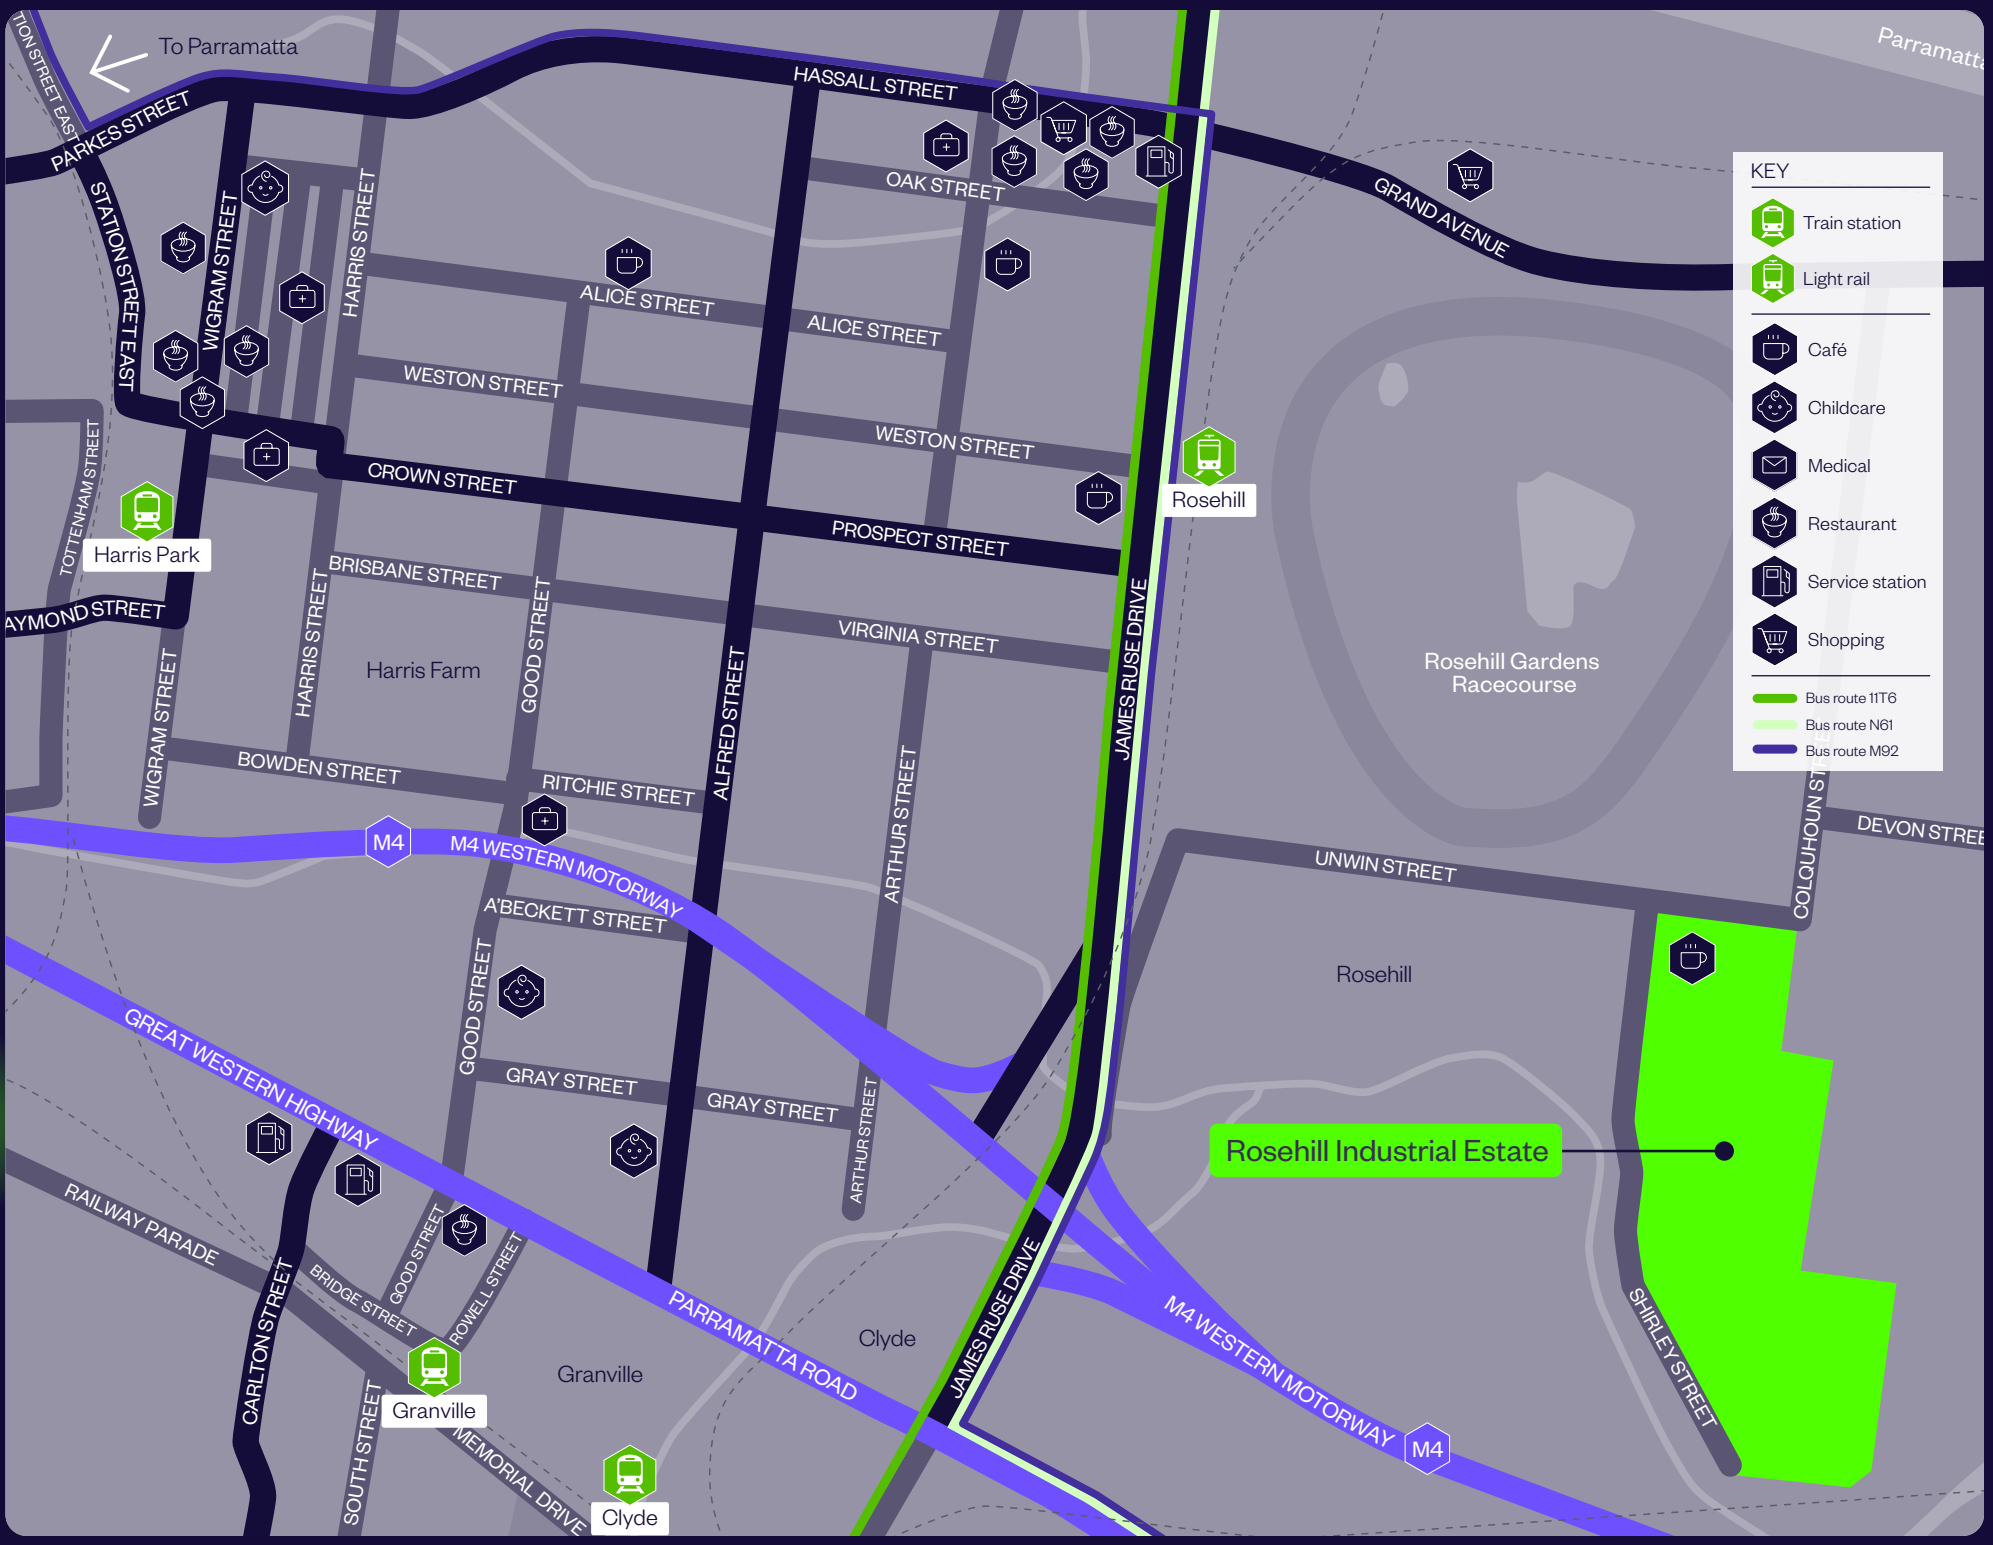 To Parramatta
Parramatta
TION STREET EAST
PARKES STREET
HASSALL STREET
OAK STREET
GRAND AVENUE
STATION STREET EAST
WIGRAM STREET
HARRIS STREET
ALICE STREET
ALICE STREET
WESTON STREET
WESTON STREET
TOTTENHAM STREET
CROWN STREET
PROSPECT STREET
Harris Park
Rosehill
AYMOND STREET
BRISBANE STREET
VIRGINIA STREET
HARRIS STREET
GOOD STREET
Harris Farm
ALFRED STREET
JAMES RUSE DRIVE
Rosehill Gardens
Racecourse
WIGRAM STREET
BOWDEN STREET
RITCHIE STREET
ARTHUR STREET
M4
M4 WESTERN MOTORWAY
A'BECKETT STREET
UNWIN STREET
COLQUHOUN STREET
DEVON STREE
GOOD STREET
Rosehill
GREAT WESTERN HIGHWAY
GRAY STREET
GRAY STREET
ARTHUR STREET
Rosehill Industrial Estate
RAILWAY PARADE
BRIDGE STREET
GOOD STREET
ROWELL STREET
CARLTON STREET
PARRAMATTA ROAD
JAMES RUSE DRIVE
M4 WESTERN MOTORWAY
SHIRLEY STREET
Clyde
Granville
Granville
SOUTH STREET
MEMORIAL DRIVE
M4
Clyde
KEY
Train station
Light rail
Café
Childcare
Medical
Restaurant
Service station
Shopping
Bus route 11T6
Bus route N61
Bus route M92